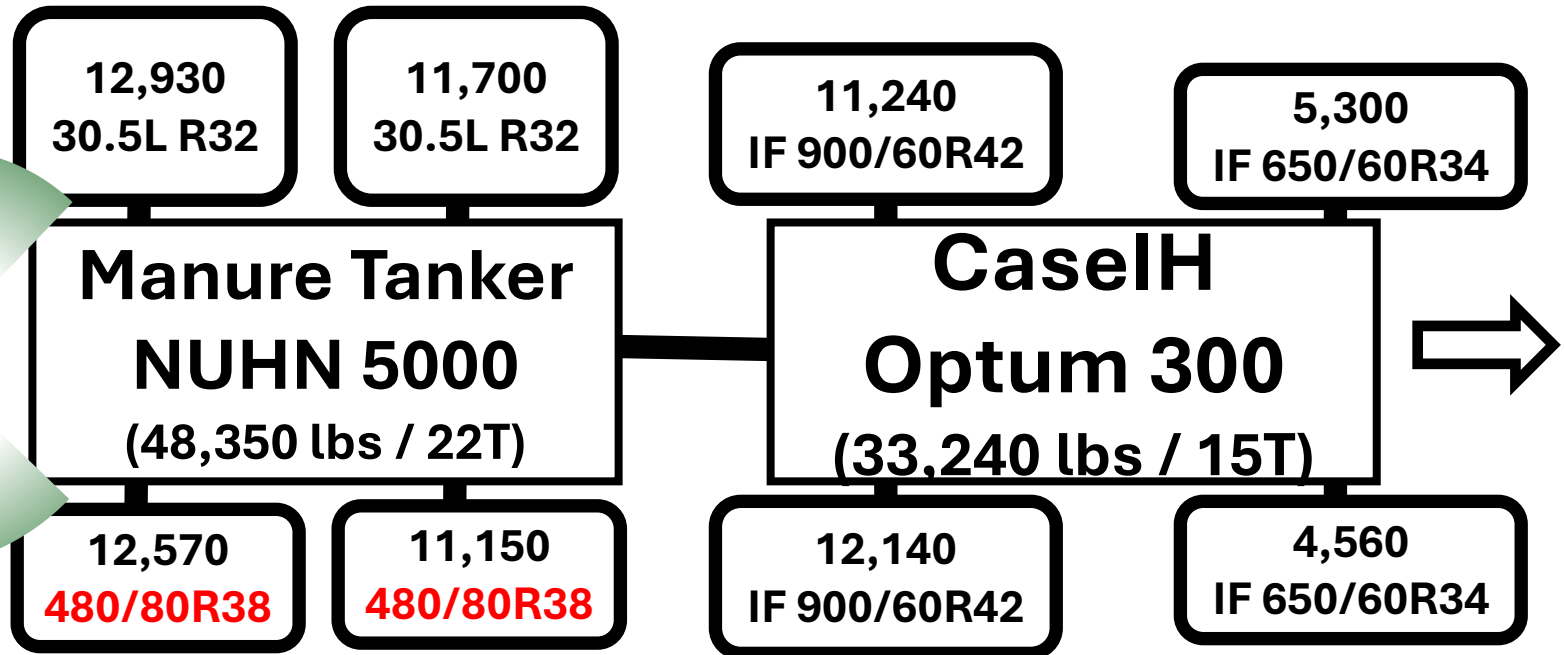 12,930
30.5L R32
11,700
30.5L R32
11,240
IF 900/60R42
5,300
IF 650/60R34
Manure Tanker
NUHN 5000
(48,350 lbs / 22T)
CaseIH
Optum 300
(33,240 lbs / 15T)
12,570
480/80R38
11,150
480/80R38
12,140
IF 900/60R42
4,560
IF 650/60R34